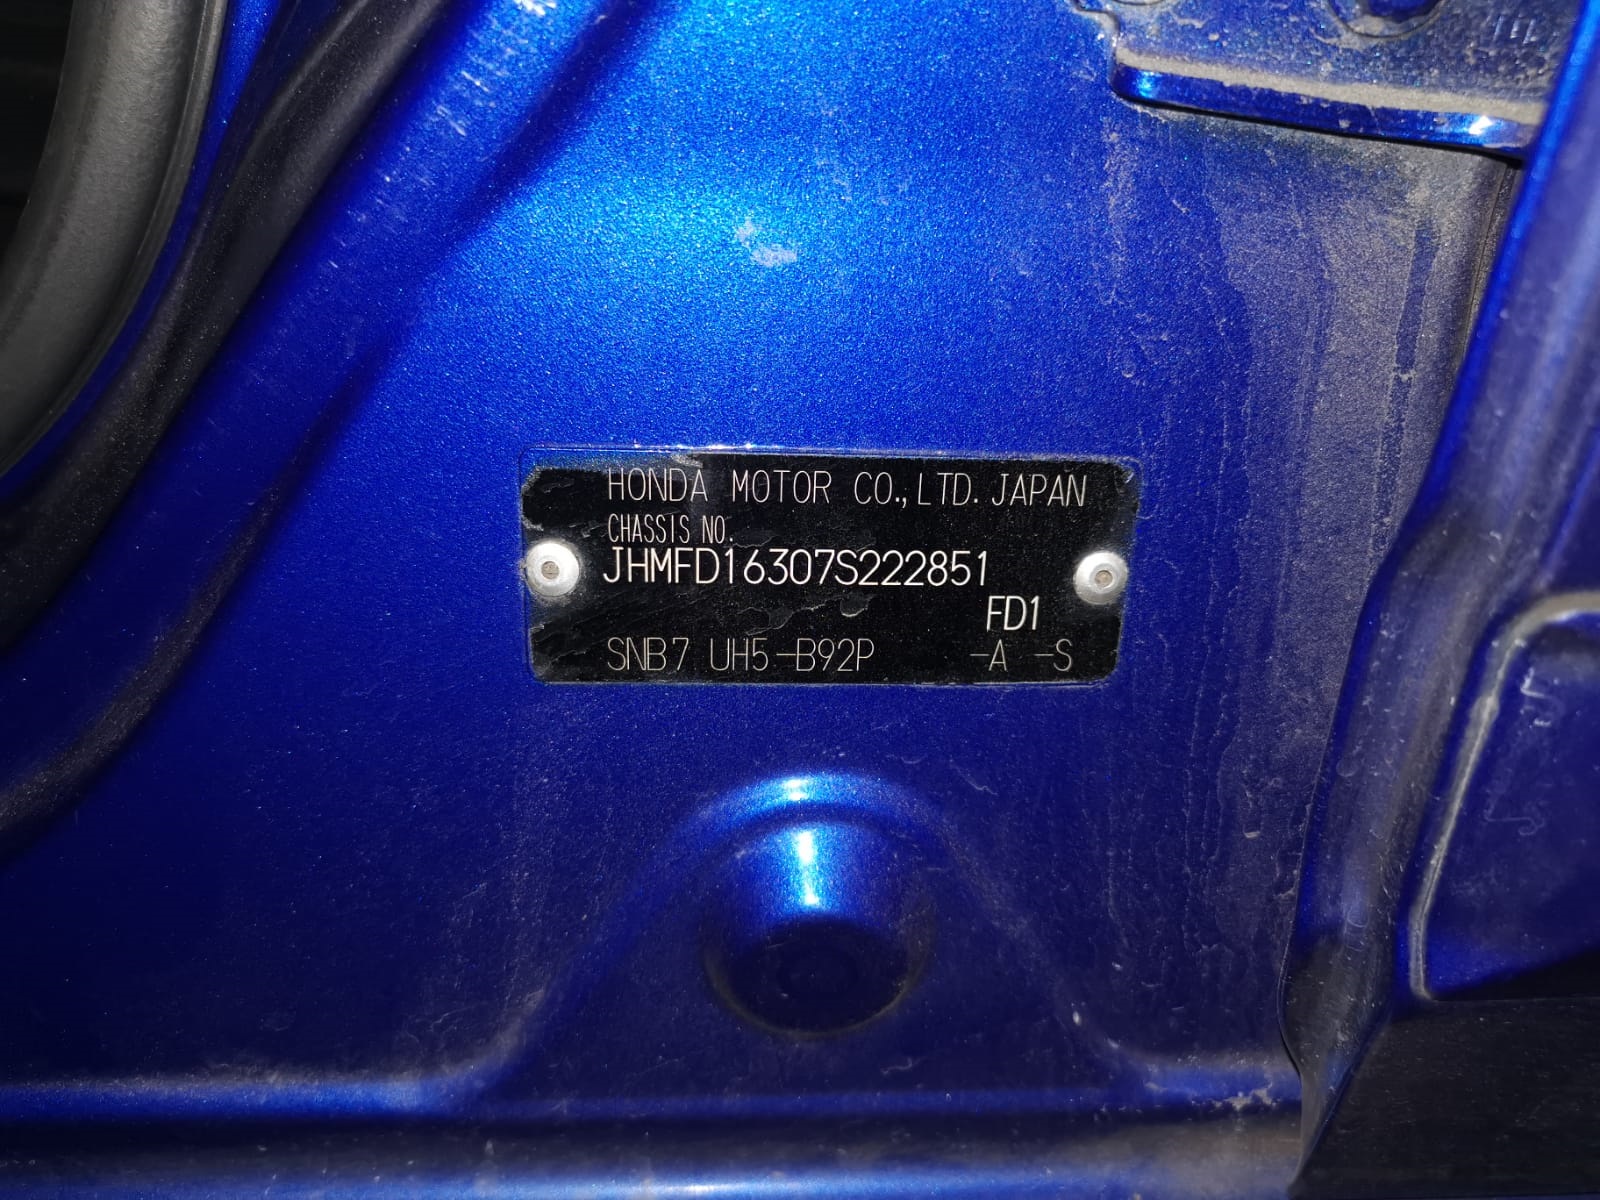 HONDA MOTOR CO.,LTD. JAPAN
CHASSIS NO.
JHMFD16307S222851
FD1
SNB7 UH5-B92P -A -S